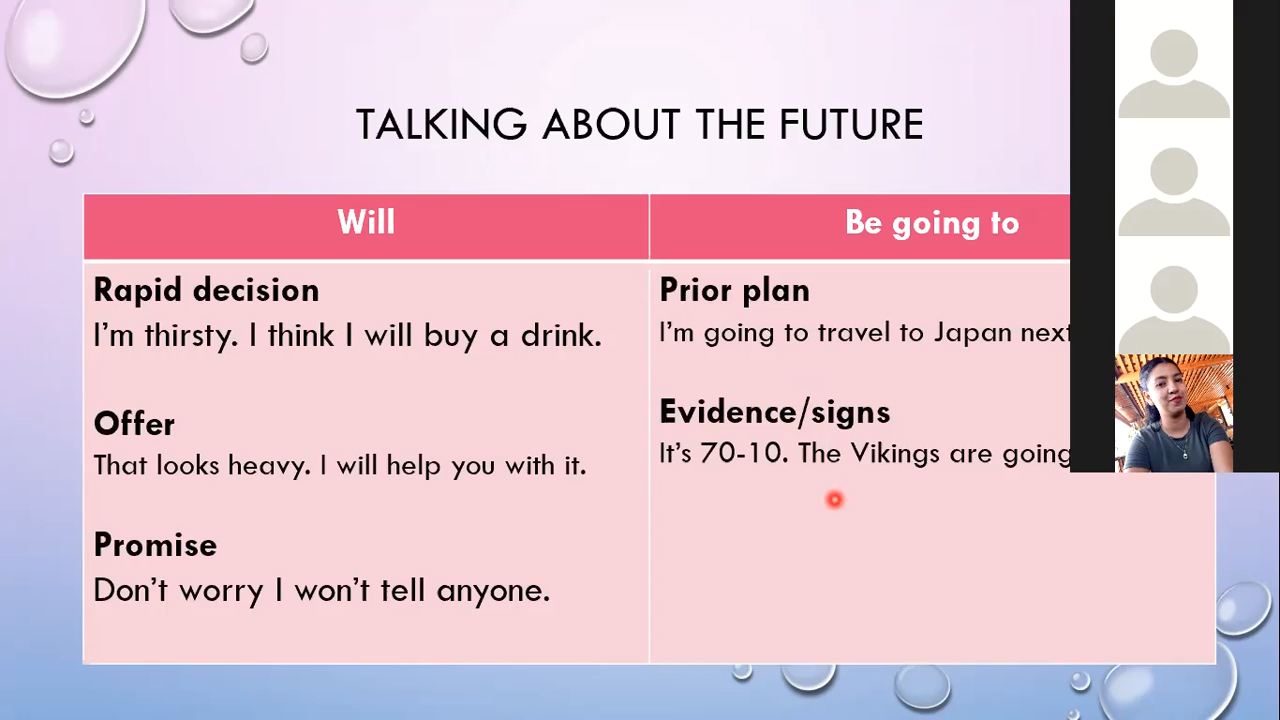 TALKING ABOUT THE FUTURE
Will
Be going to
Rapid decision
I'm thirsty. I think I will buy a drink.
Offer
That looks heavy. I will help you with it.
Promise
Don't worry I won't tell anyone.
Prior plan
I'm going to travel to Japan next
Evidence/signs
It's 70-10. The Vikings are going